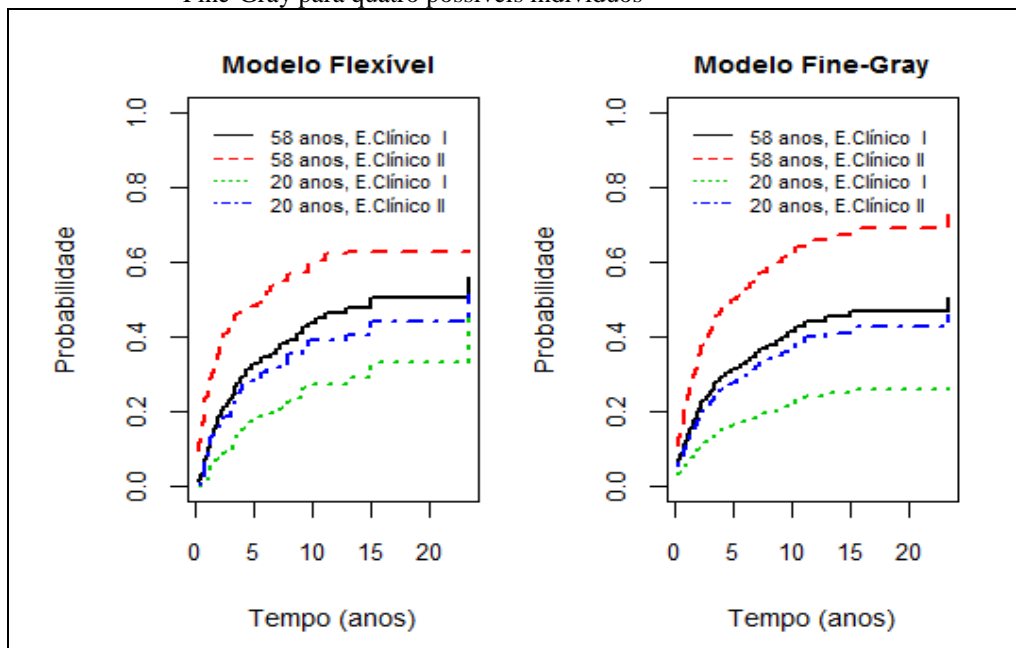 Fine-Gray para quatro possíveis indivíduos
Modelo Flexível
Probabilidade
0.0 0.2 0.4 0.6 0.8 1.0
58 anos, E.Clínico I
58 anos, E.Clínico II
20 anos, E.Clínico I
20 anos, E.Clínico II
0 5 10 15 20
Tempo (anos)
Modelo Fine-Gray
Probabilidade
0.0 0.2 0.4 0.6 0.8 1.0
58 anos, E.Clínico I
58 anos, E.Clínico II
20 anos, E.Clínico I
20 anos, E.Clínico II
0 5 10 15 20
Tempo (anos)